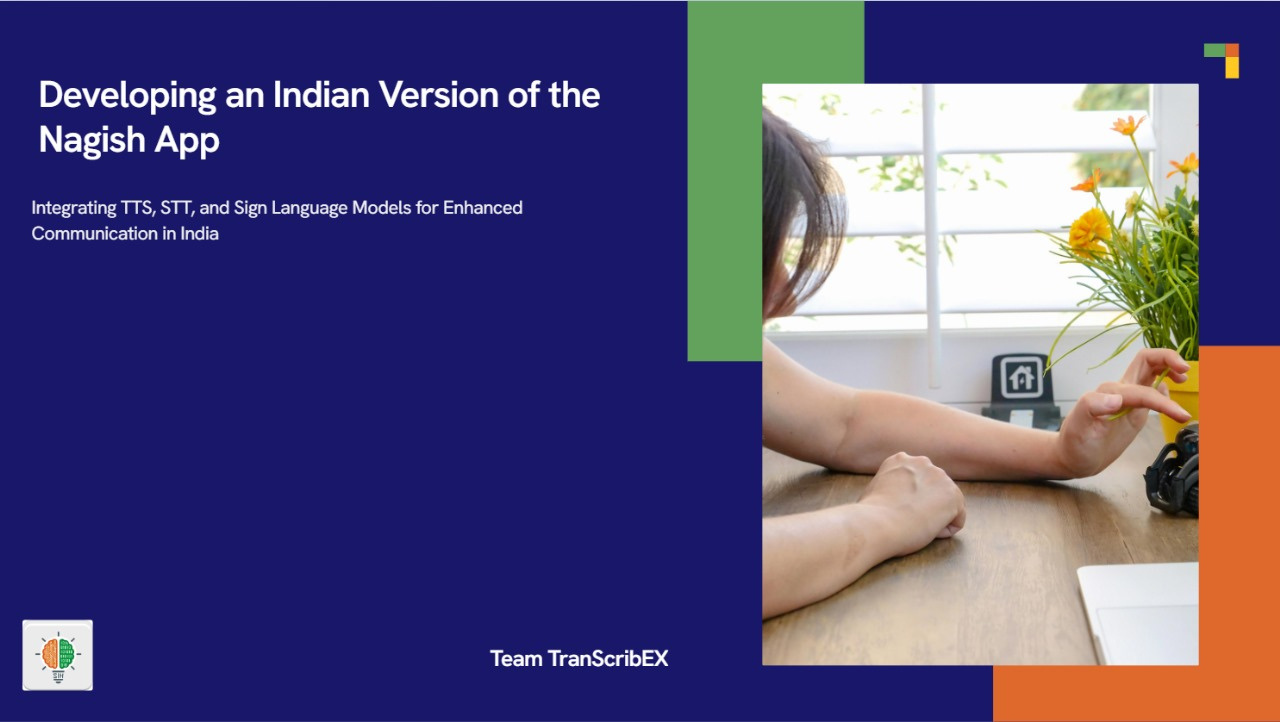 Developing an Indian Version of the
Nagish App
Integrating TTS, STT, and Sign Language Models for Enhanced
Communication in India
Team TranScribEX
SIH